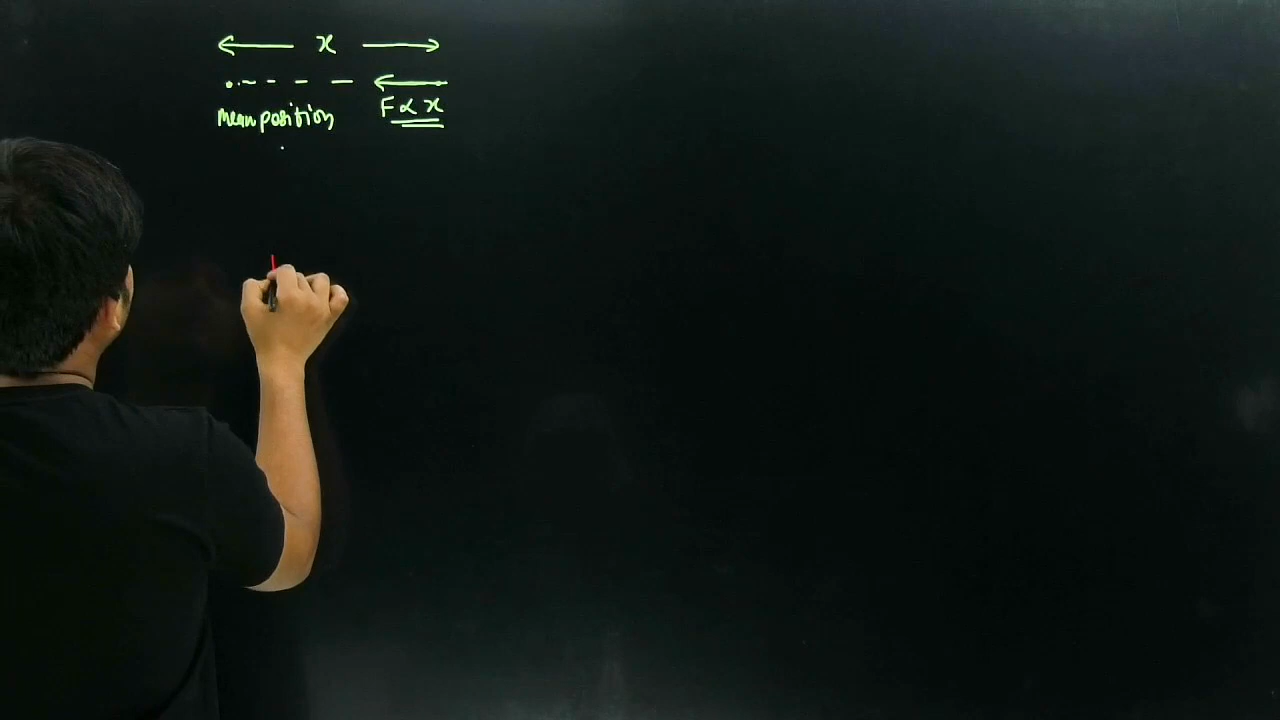 x
mean position F ∝ x